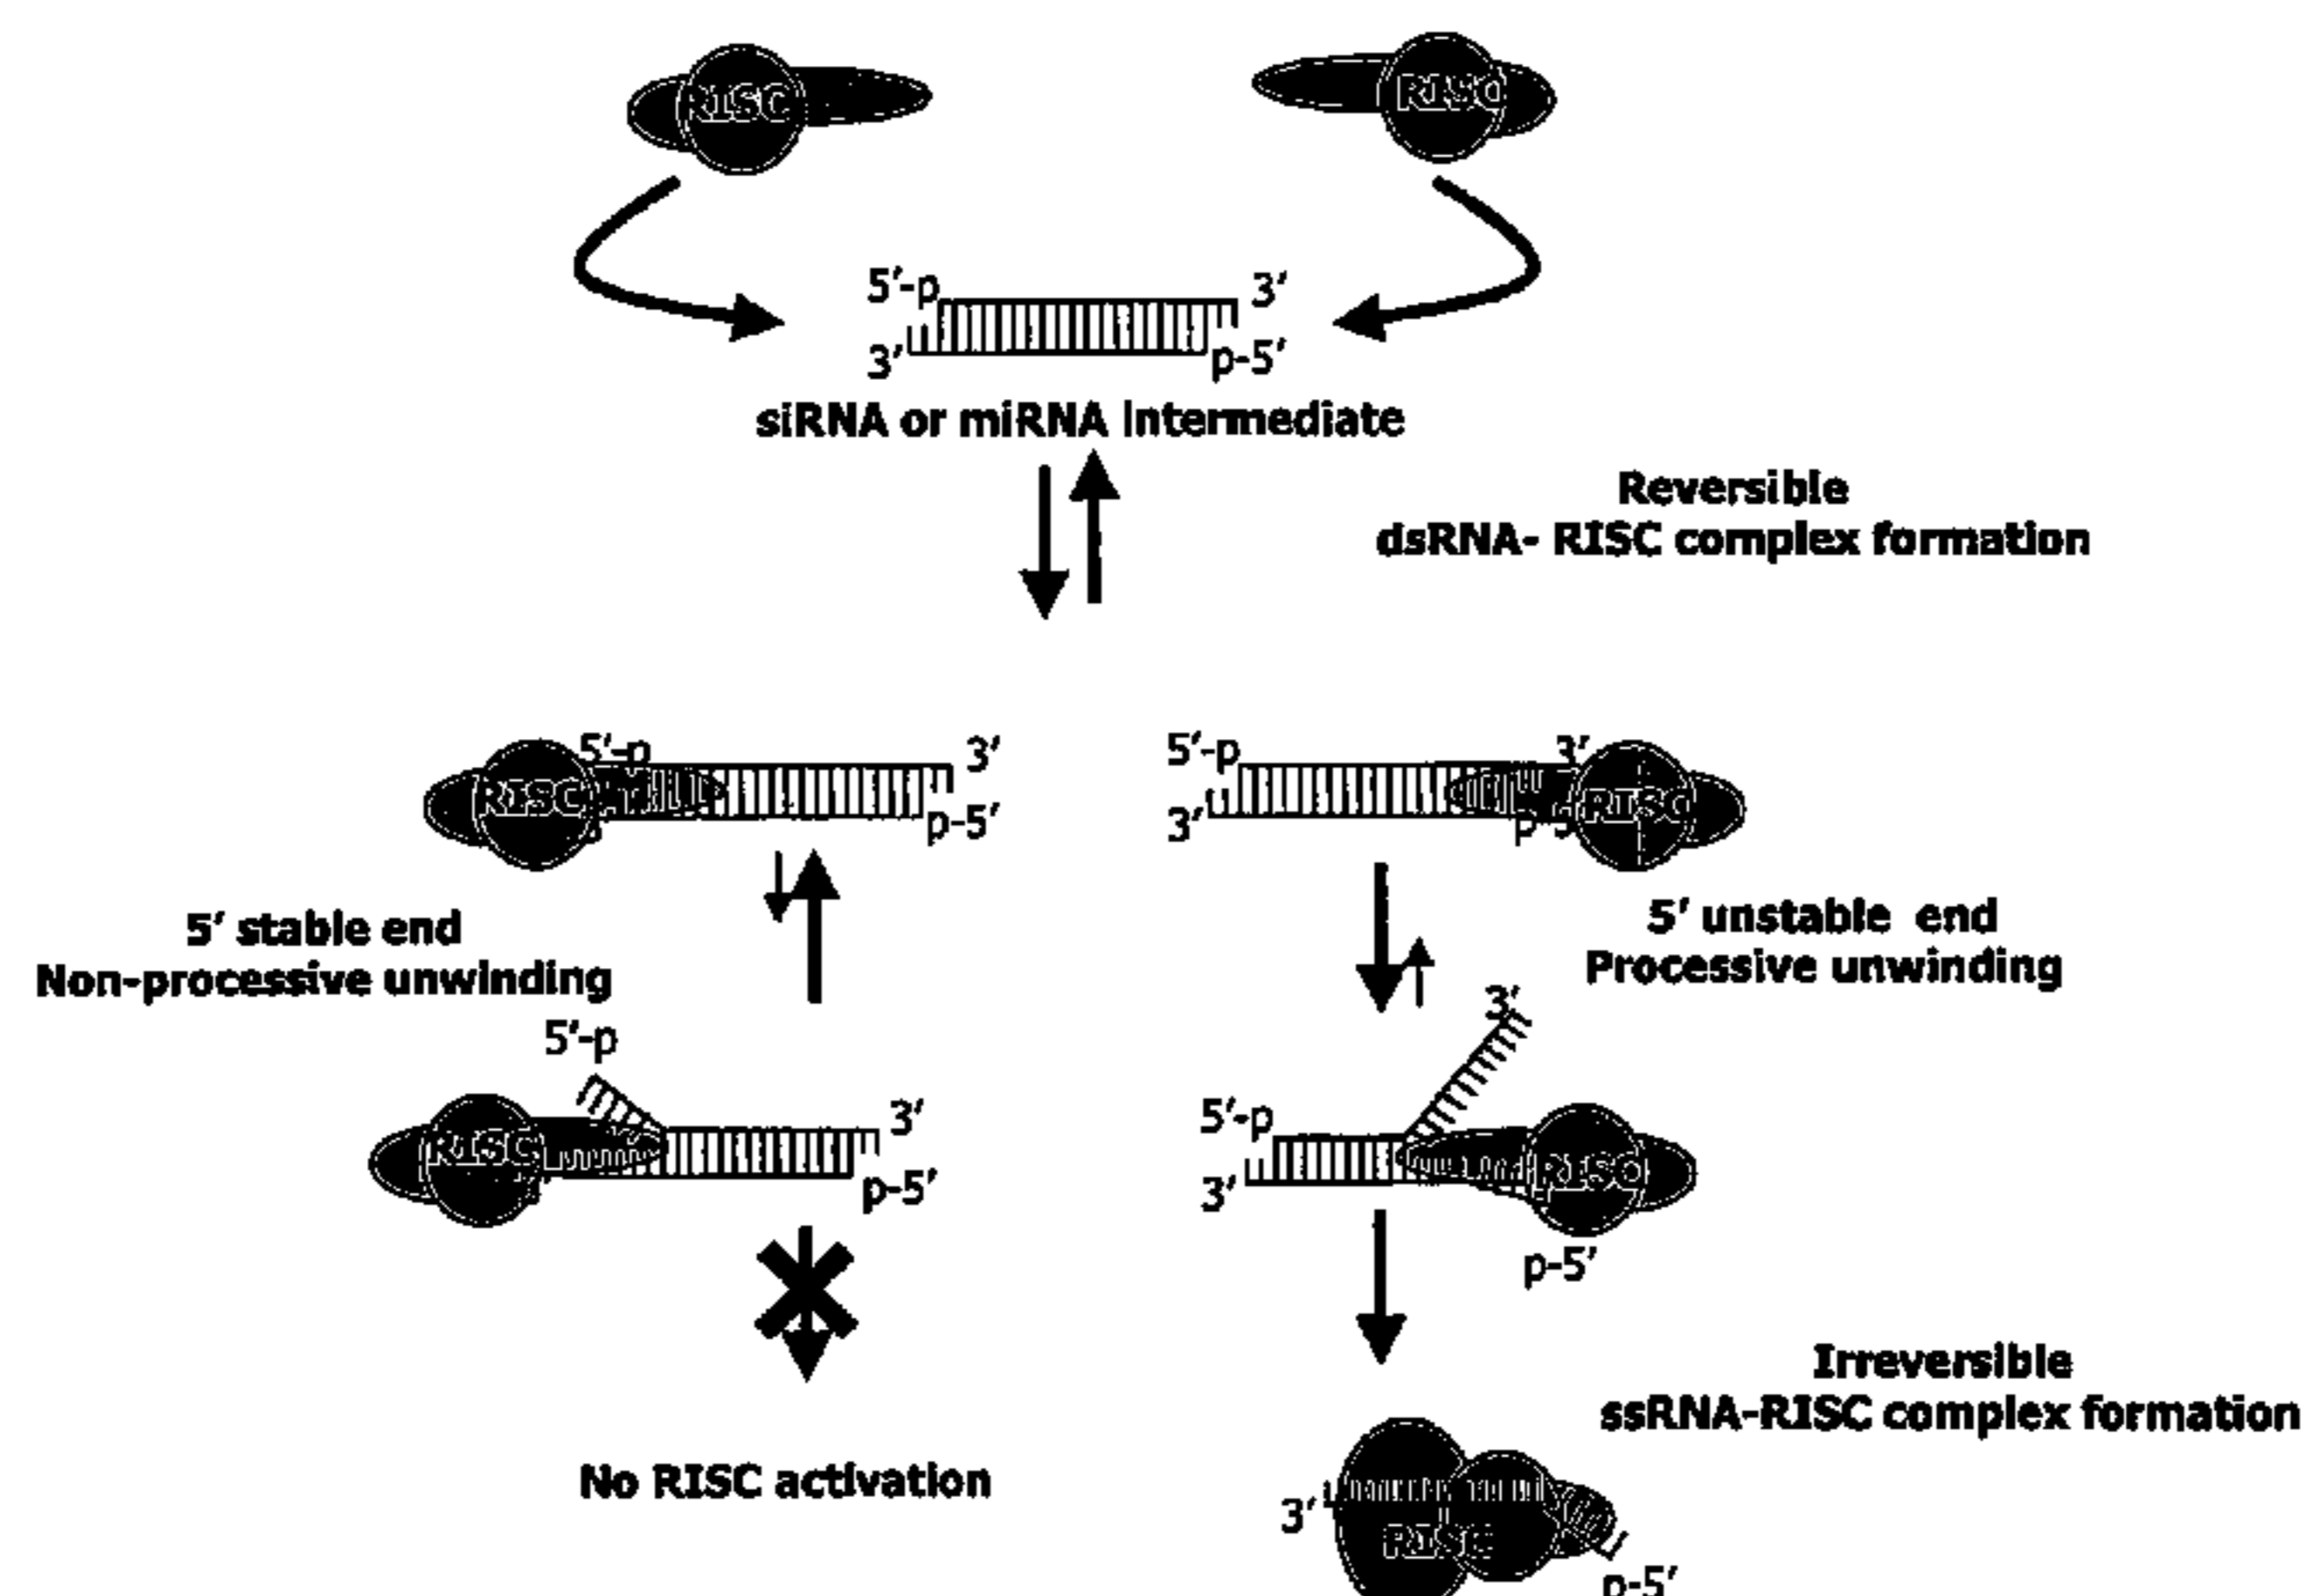 RISC
RISC
5'-p
3'
3'
p-5'
siRNA or miRNA Intermediate
Reversible
dsRNA- RISC complex formation
5'-p
3'
RISC
p-5'
5'-p
3'
RISC
3'
p-5'
5' stable end
Non-processive unwinding
5' unstable end
Processive unwinding
5'-p
3'
RISC
p-5'
3'
5'-p
RISC
3'
p-5'
Irreversible
ssRNA-RISC complex formation
No RISC activation
3'
RISC
p-5'